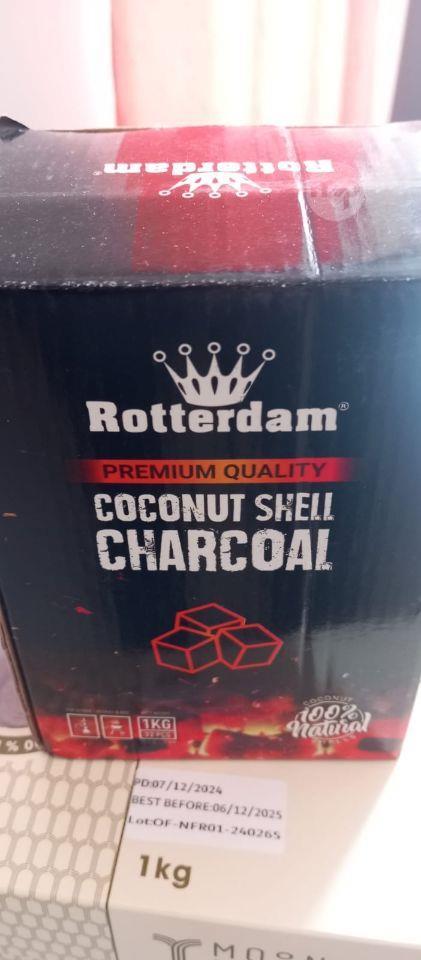 Rotterdam®
Rotterdam®
PREMIUM QUALITY
COCONUT SHELL
CHARCOAL
1KG
COCONUT
100%
Natural
PD:07/12/2024
BEST BEFORE:06/12/2025
Lot:OF-NFR01-240265
1kg
MOON